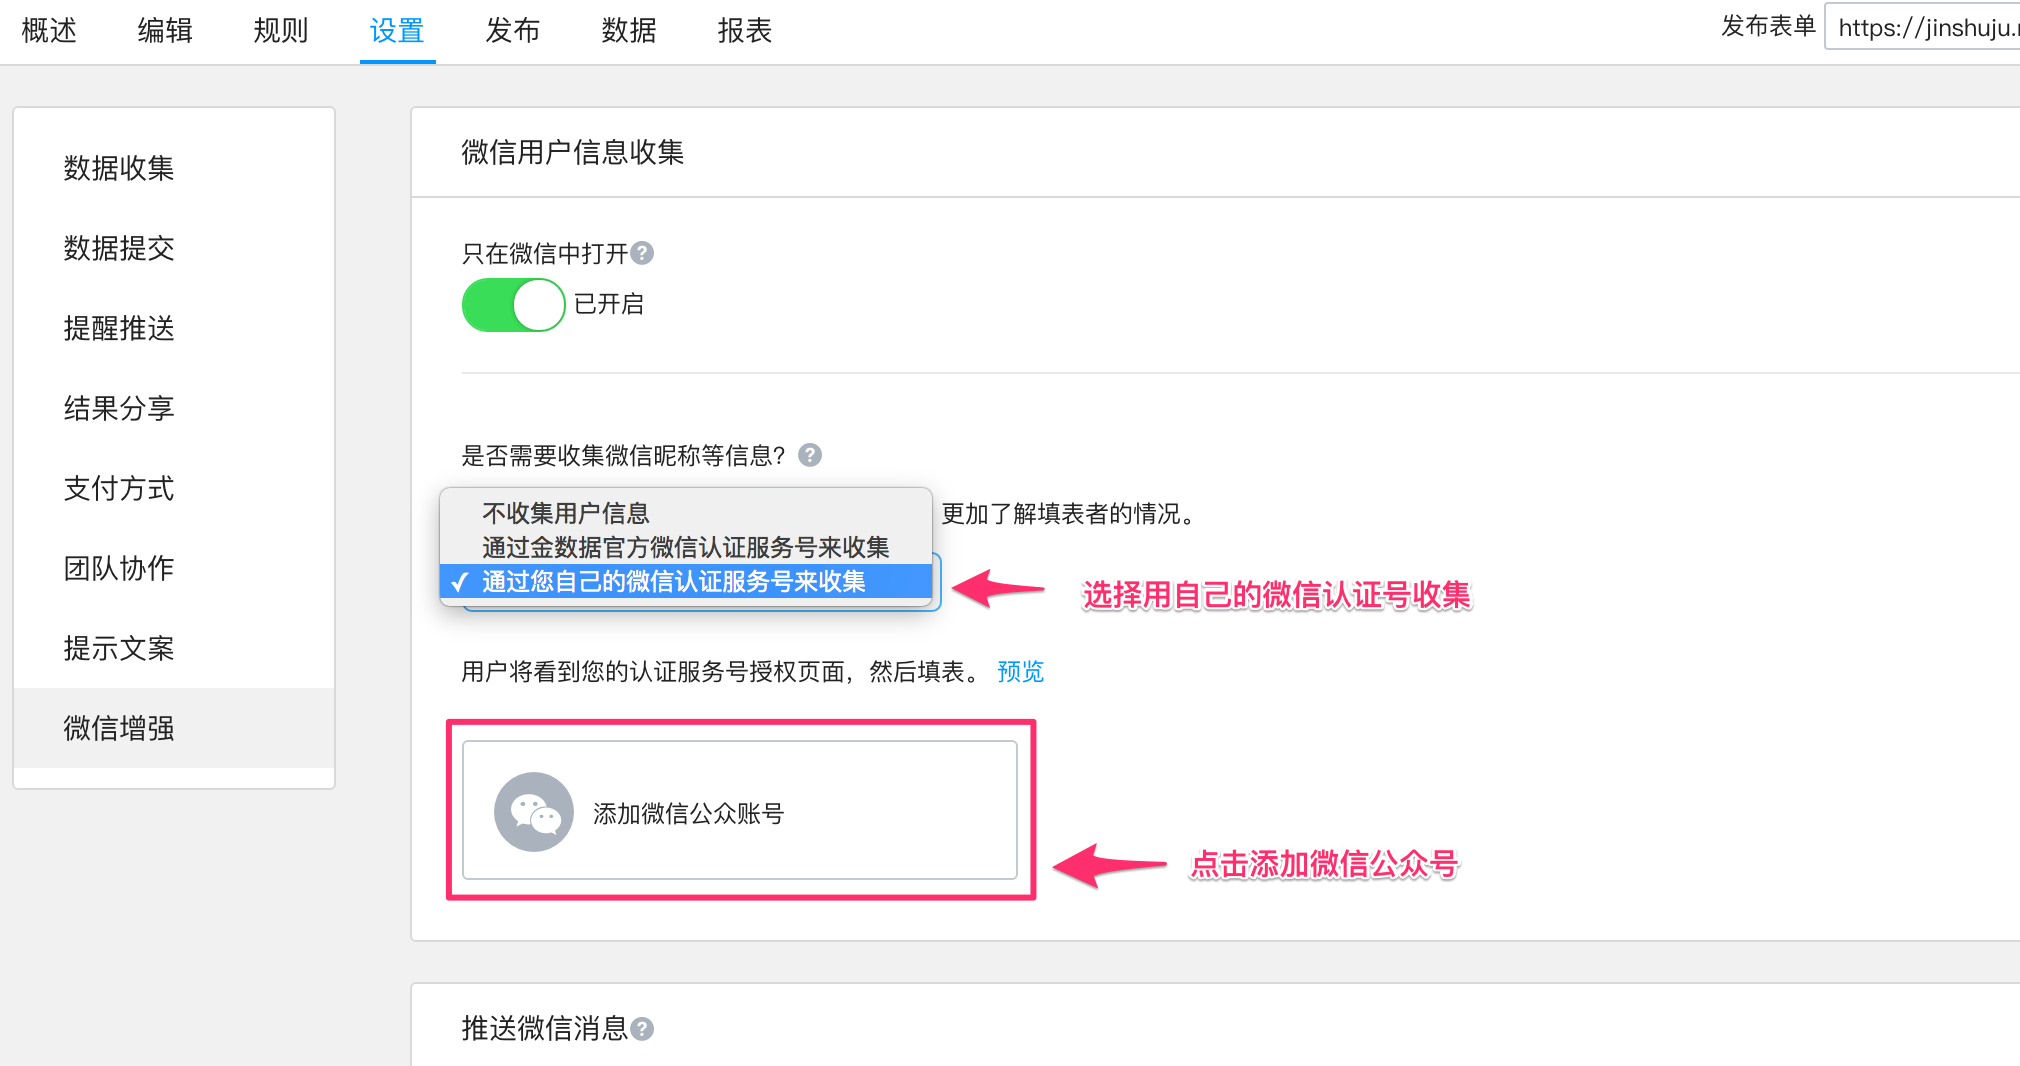 概述 编辑 规则 设置 发布 数据 报表 发布表单 https://jinshuju.
数据收集
数据提交
提醒推送
结果分享
支付方式
团队协作
提示文案
微信增强
微信用户信息收集
只在微信中打开?
已开启
是否需要收集微信昵称等信息? ?
不收集用户信息
更加了解填表者的情况。
通过金数据官方微信认证服务号来收集
✓ 通过您自己的微信认证服务号来收集
选择用自己的微信认证号收集
用户将看到您的认证服务号授权页面，然后填表。 预览
添加微信公众账号
点击添加微信公众号
推送微信消息?